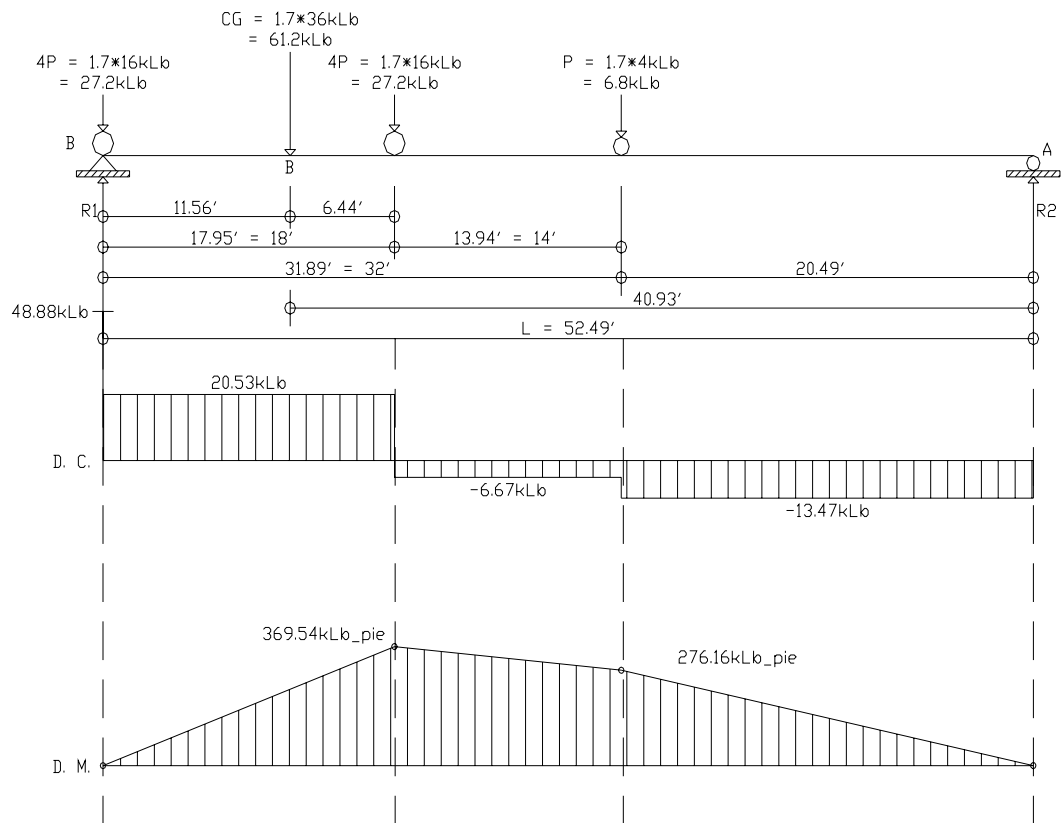 CG = 1.7*36kLb
= 61.2kLb
4P = 1.7*16kLb
= 27.2kLb
4P = 1.7*16kLb
= 27.2kLb
P = 1.7*4kLb
= 6.8kLb
B
B
A
R1
R2
11.56'
6.44'
17.95' = 18'
13.94' = 14'
31.89' = 32'
20.49'
40.93'
48.88kLb
L = 52.49'
20.53kLb
D. C.
-6.67kLb
-13.47kLb
369.54kLb_pie
276.16kLb_pie
D. M.